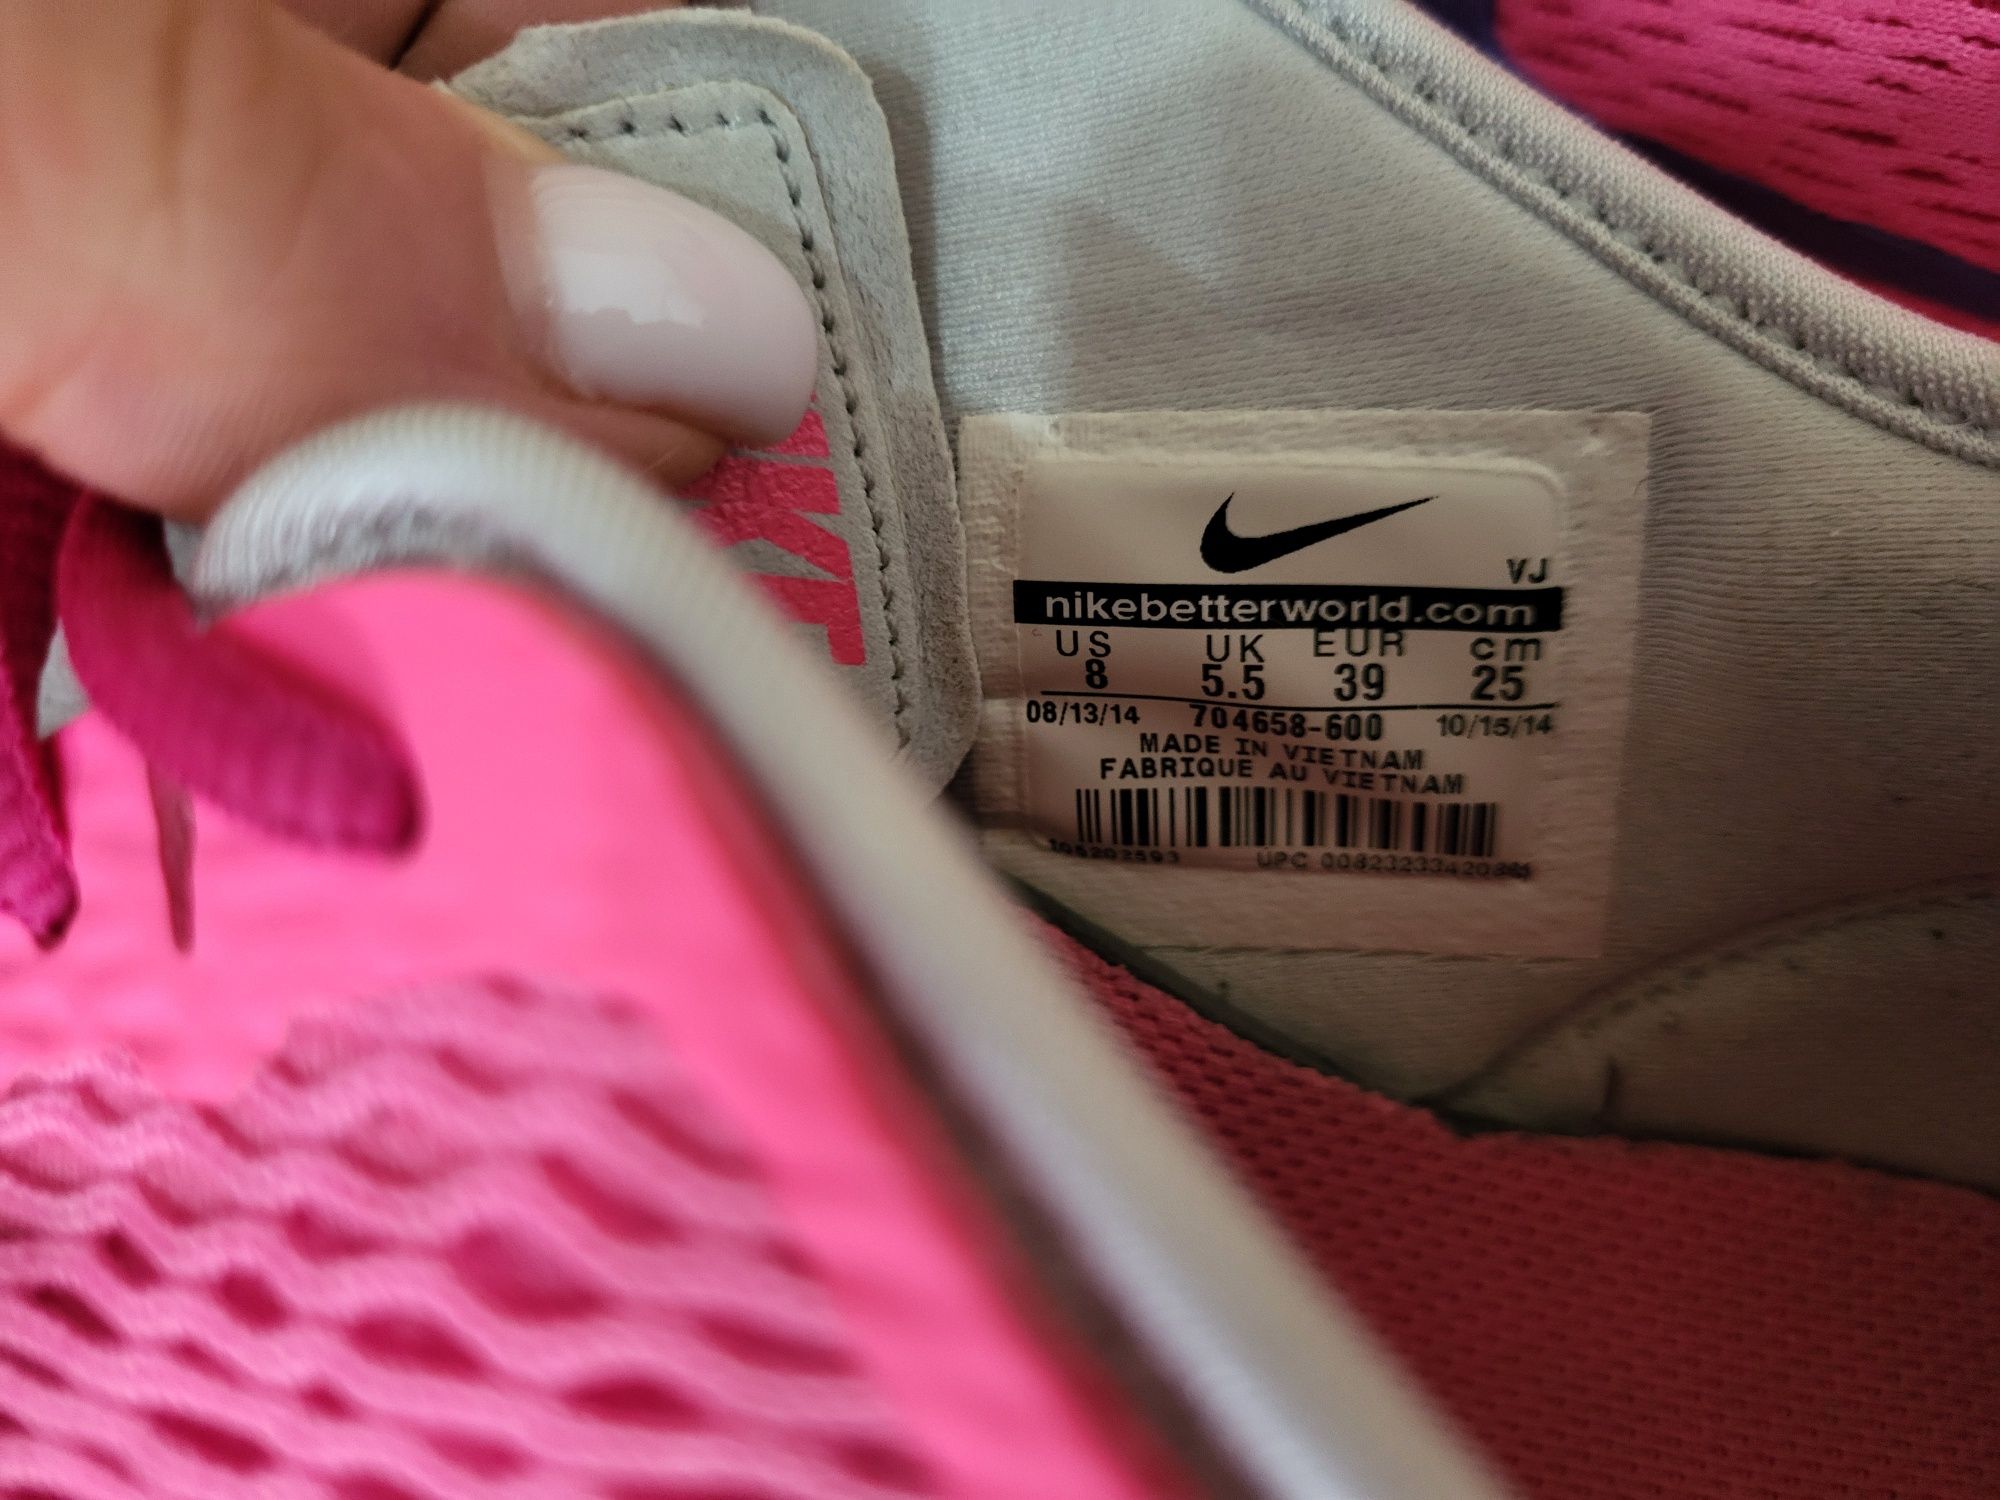 VJ
nikebetterworld.com
US UK EUR cm
8 5.5 39 25
08/13/14 704658-600 10/15/14
MADE IN VIETNAM
FABRIQUE AU VIETNAM
UPC